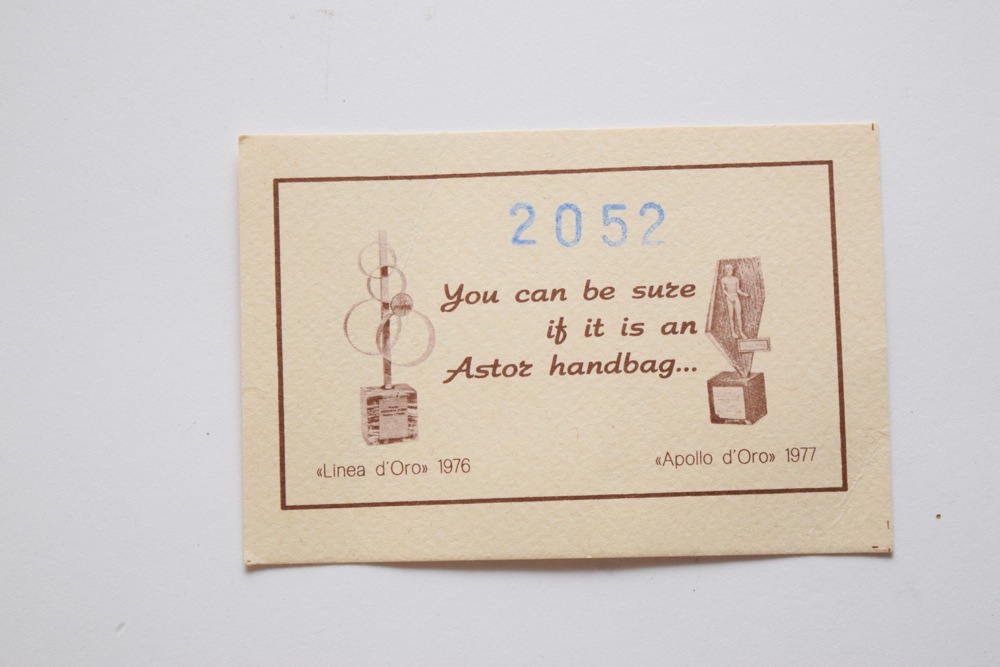 2052
You can be sure
if it is an
Astor handbag...
«Linea d'Oro» 1976
«Apollo d'Oro» 1977